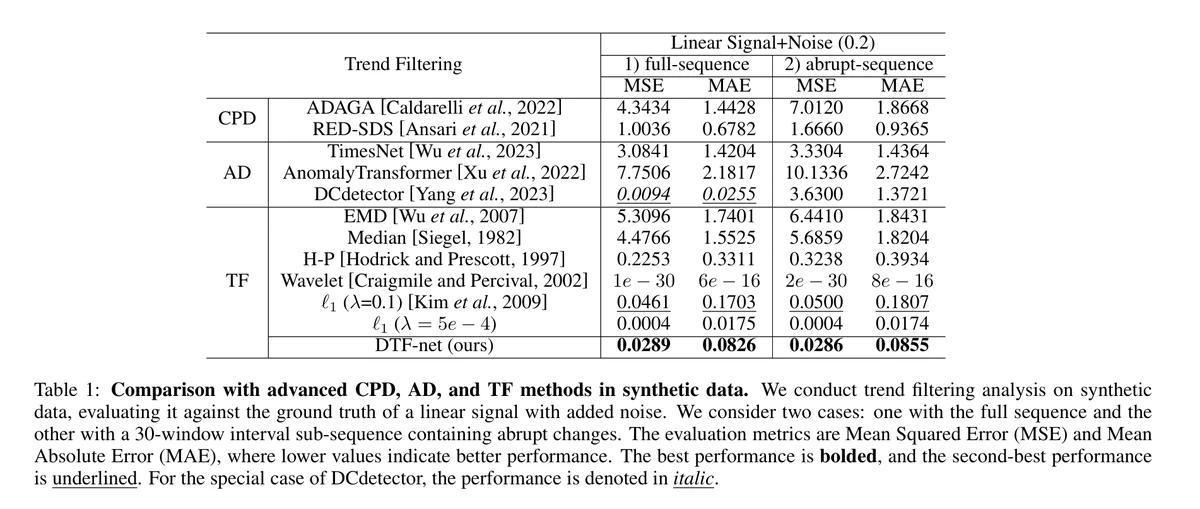 Linear Signal+Noise (0.2)
Trend Filtering 1) full-sequence 2) abrupt-sequence
MSE MAE MSE MAE
CPD ADAGA [Caldarelli et al., 2022] 4.3434 1.4428 7.0120 1.8668
RED-SDS [Ansari et al., 2021] 1.0036 0.6782 1.6660 0.9365
AD TimesNet [Wu et al., 2023] 3.0841 1.4204 3.3304 1.4364
AnomalyTransformer [Xu et al., 2022] 7.7506 2.1817 10.1336 2.7242
DCdetector [Yang et al., 2023] 0.0094 0.0255 3.6300 1.3721
TF EMD [Wu et al., 2007] 5.3096 1.7401 6.4410 1.8431
Median [Siegel, 1982] 4.4766 1.5525 5.6859 1.8204
H-P [Hodrick and Prescott, 1997] 0.2253 0.3311 0.3238 0.3934
Wavelet [Craigmile and Percival, 2002] 1e − 30 6e − 16 2e − 30 8e − 16
ℓ1 (λ=0.1) [Kim et al., 2009] 0.0461 0.1703 0.0500 0.1807
ℓ1 (λ = 5e − 4) 0.0004 0.0175 0.0004 0.0174
DTF-net (ours) 0.0289 0.0826 0.0286 0.0855
Table 1: Comparison with advanced CPD, AD, and TF methods in synthetic data. We conduct trend filtering analysis on synthetic
data, evaluating it against the ground truth of a linear signal with added noise. We consider two cases: one with the full sequence and the
other with a 30-window interval sub-sequence containing abrupt changes. The evaluation metrics are Mean Squared Error (MSE) and Mean
Absolute Error (MAE), where lower values indicate better performance. The best performance is bolded, and the second-best performance
is underlined. For the special case of DCdetector, the performance is denoted in italic.